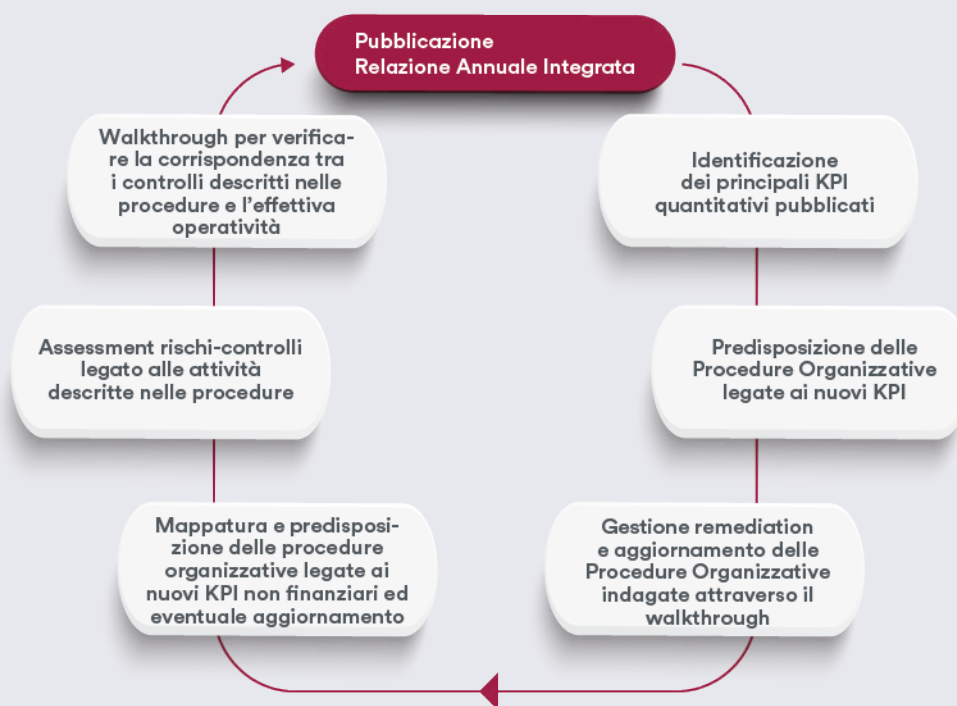 Pubblicazione
Relazione Annuale Integrata
Identificazione
dei principali KPI
quantitativi pubblicati
Predisposizione delle
Procedure Organizzative
legate ai nuovi KPI
Gestione remediation
e aggiornamento delle
Procedure Organizzative
indagate attraverso il
walkthrough
Mappatura e predisposi-
zione delle procedure
organizzative legate ai
nuovi KPI non finanziari ed
eventuale aggiornamento
Assessment rischi-controlli
legato alle attività
descritte nelle procedure
Walkthrough per verifica-
re la corrispondenza tra
i controlli descritti nelle
procedure e l’effettiva
operatività